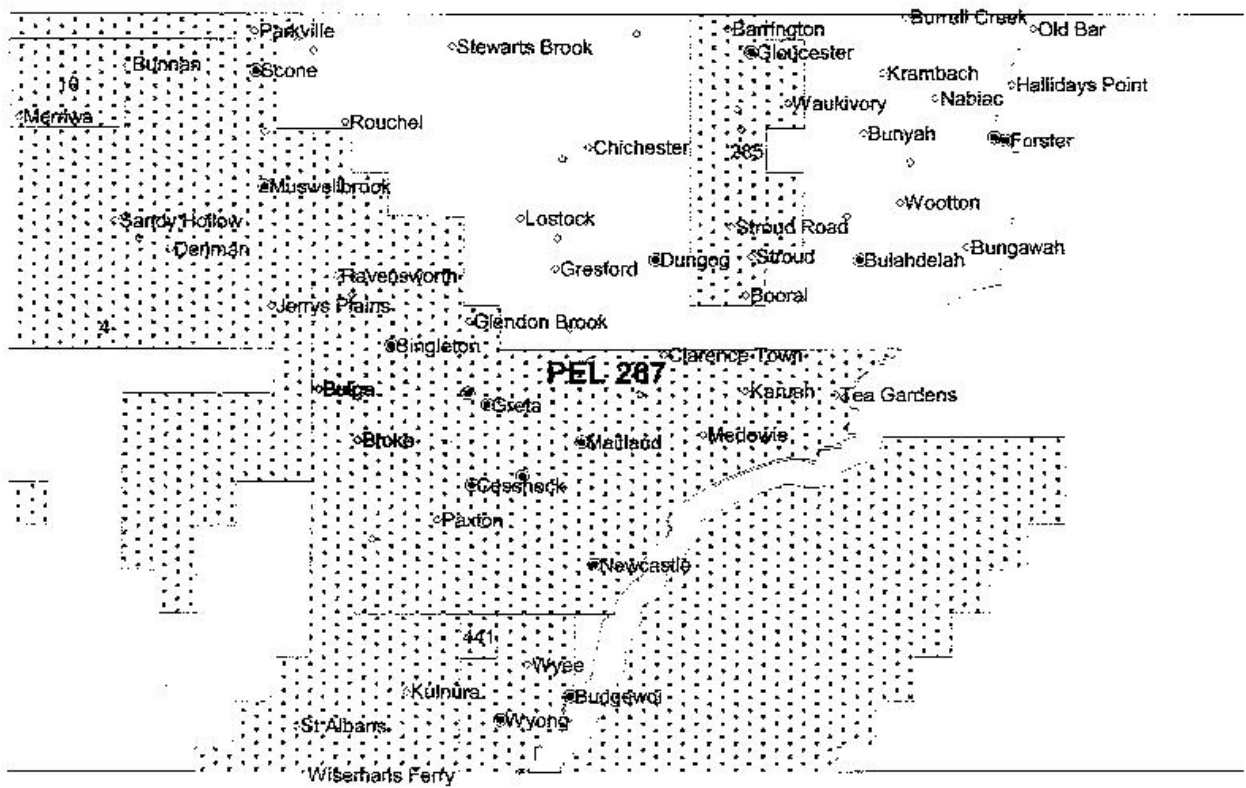 Burrell Creek
Parkville
Barrington
Old Bar
Stewarts Brook
Gloucester
Bunnan
Scone
Krambach
10
Hallidays Point
Nabiac
Waukivory
Merriwa
Rouchel
Bunyah
Forster
Chichester
285
Muswellbrook
Wootton
Sandy Hollow
Lostock
Stroud Road
Denman
Bungawah
Dungog
Stroud
Bulahdelah
Gresford
Ravensworth
Booral
Jerrys Plains
Glendon Brook
4
Singleton
Clarence Town
PEL 267
Bulga
Karuah
Tea Gardens
Greta
Broke
Maitland
Medowie
Cessnock
Paxton
Newcastle
441
Wyee
Kulnura
Budgewoi
St Albans
Wyong
Wisemans Ferry